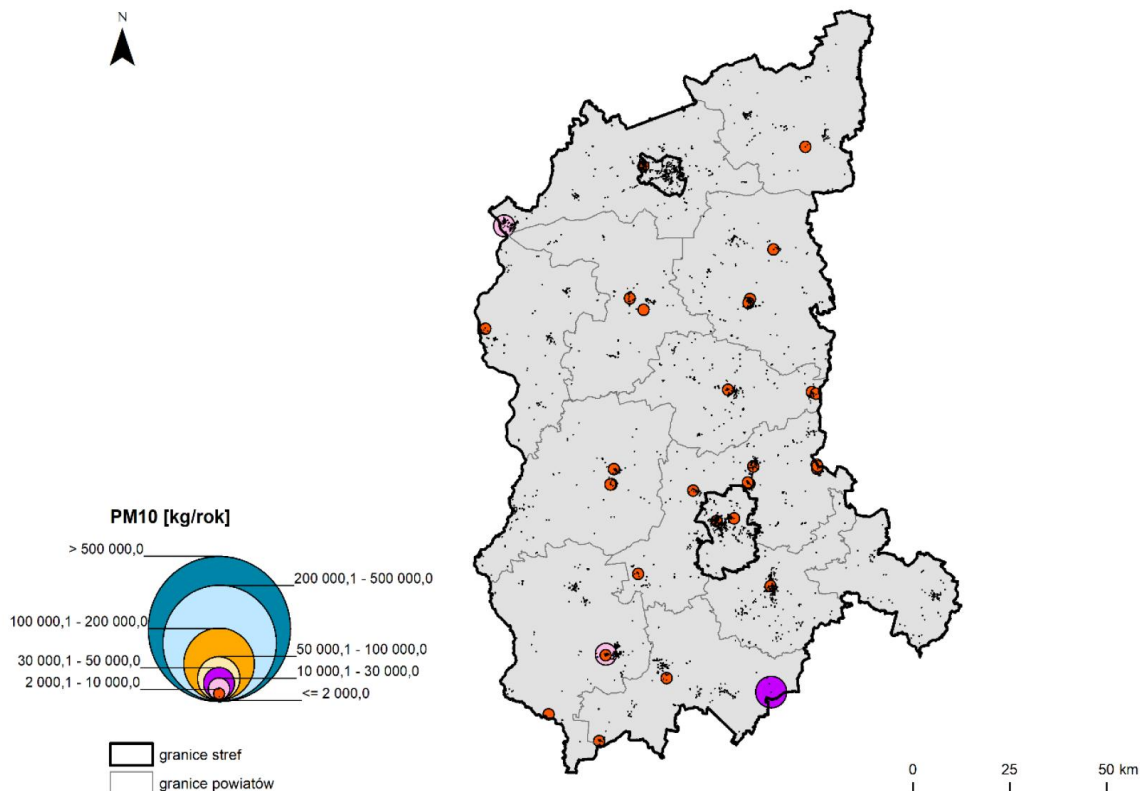 N
PM10 [kg/rok]
> 500 000,0
200 000,1 - 500 000,0
100 000,1 - 200 000,0
50 000,1 - 100 000,0
30 000,1 - 50 000,0
10 000,1 - 30 000,0
2 000,1 - 10 000,0
<= 2 000,0
granice stref
granice powiatów
0 25 50 km